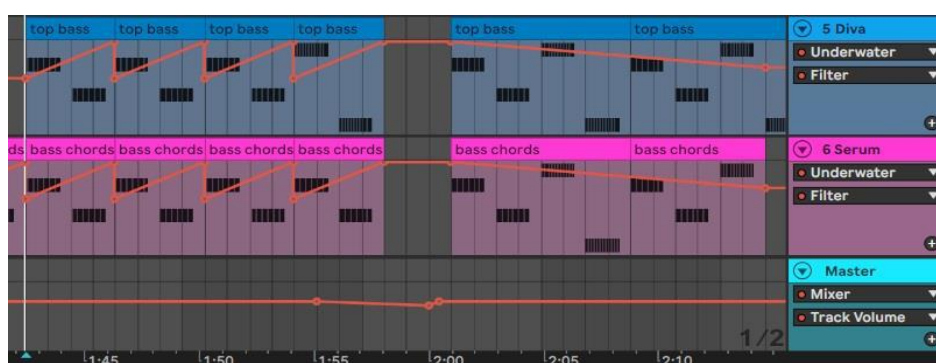 top bass top bass top bass top bass top bass top bass 5 Diva
Underwater
Filter
ds bass chords bass chords bass chords bass chords bass chords bass chords 6 Serum
Underwater
Filter
Master
Mixer
Track Volume
1/2
1:45 1:50 1:55 2:00 2:05 2:10